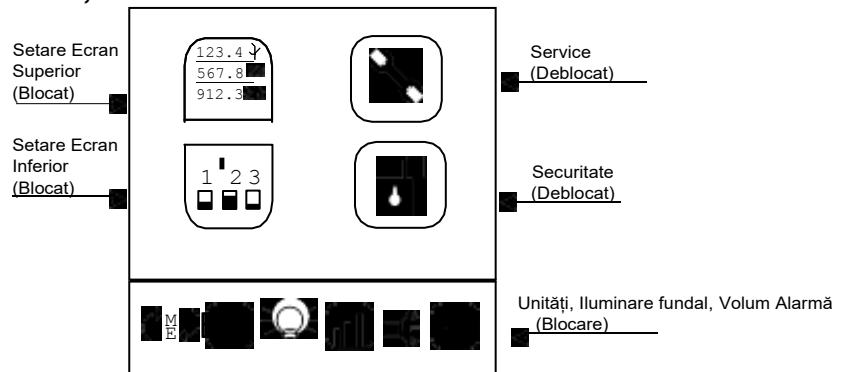 Setare Ecran
Superior
(Blocat)
Setare Ecran
Inferior
(Blocat)
123.4
567.8
912.3
1 2 3
Service
(Deblocat)
Securitate
(Deblocat)
M
E
Unități, Iluminare fundal, Volum Alarmă
(Blocare)